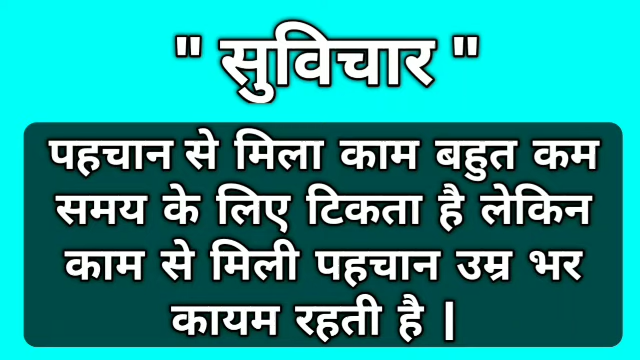 " सुविचार "
पहचान से मिला काम बहुत कम
समय के लिए टिकता है लेकिन
काम से मिली पहचान उम्र भर
कायम रहती है |